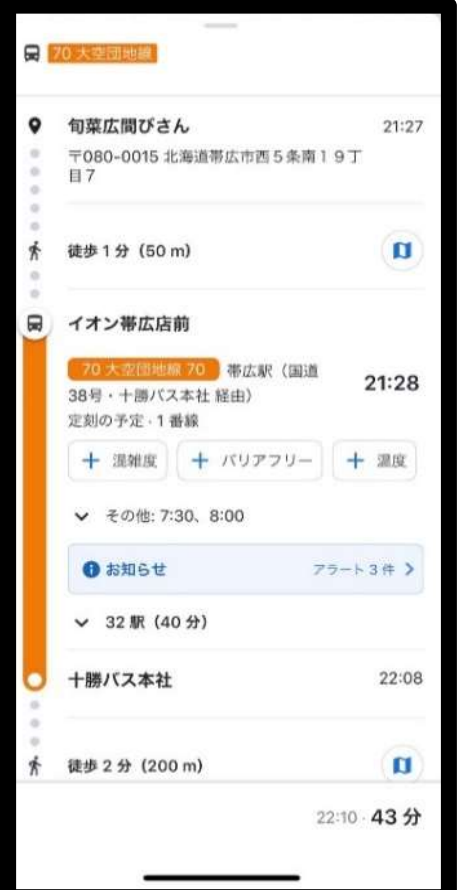 70 大空団地線
旬菜広間びさん 21:27
〒080-0015 北海道帯広市西5条南19丁
目7
徒歩 1 分（50 m）
イオン帯広店前
70 大空団地線 70 帯広駅（国道
38号・十勝バス本社 経由） 21:28
定刻の予定 · 1 番線
+ 混雑度 + バリアフリー + 温度
その他: 7:30、8:00
お知らせ アラート 3 件
32 駅（40 分）
十勝バス本社 22:08
徒歩 2 分（200 m）
22:10 · 43 分